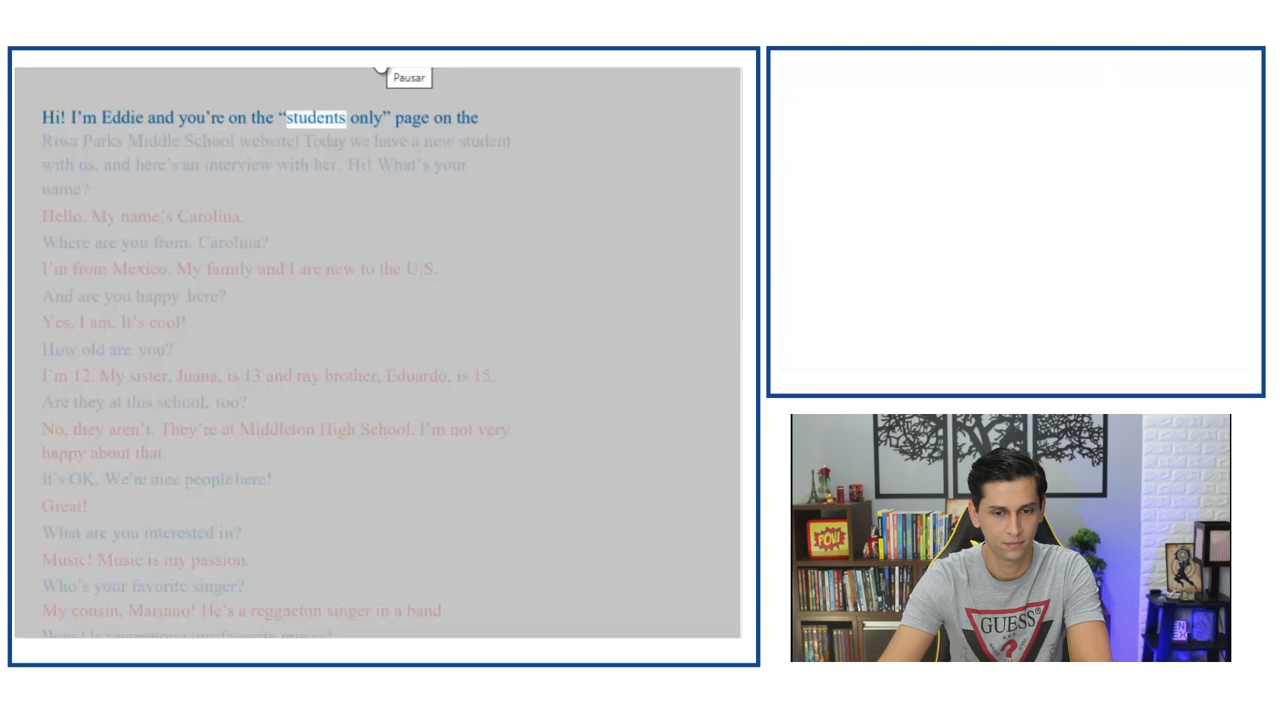 Pausar
Hi! I'm Eddie and you're on the “students only” page on the
Rosa Parks Middle School website! Today we have a new student
with us, and here's an interview with her. Hi! What's your
name?
Hello. My name's Carolina.
Where are you from, Carolina?
I'm from Mexico. My family and I are new to the U.S.
And are you happy here?
Yes, I am. It's cool!
How old are you?
I'm 12. My sister, Juana, is 13 and my brother, Eduardo, is 15.
Are they at this school, too?
No, they aren't. They're at Middleton High School. I'm not very
happy about that.
It's OK. We're nice people here!
Great!
What are you interested in?
Music! Music is my passion.
Who's your favorite singer?
My cousin, Mariano! He's a reggaeton singer in a band.
POW
GUESS